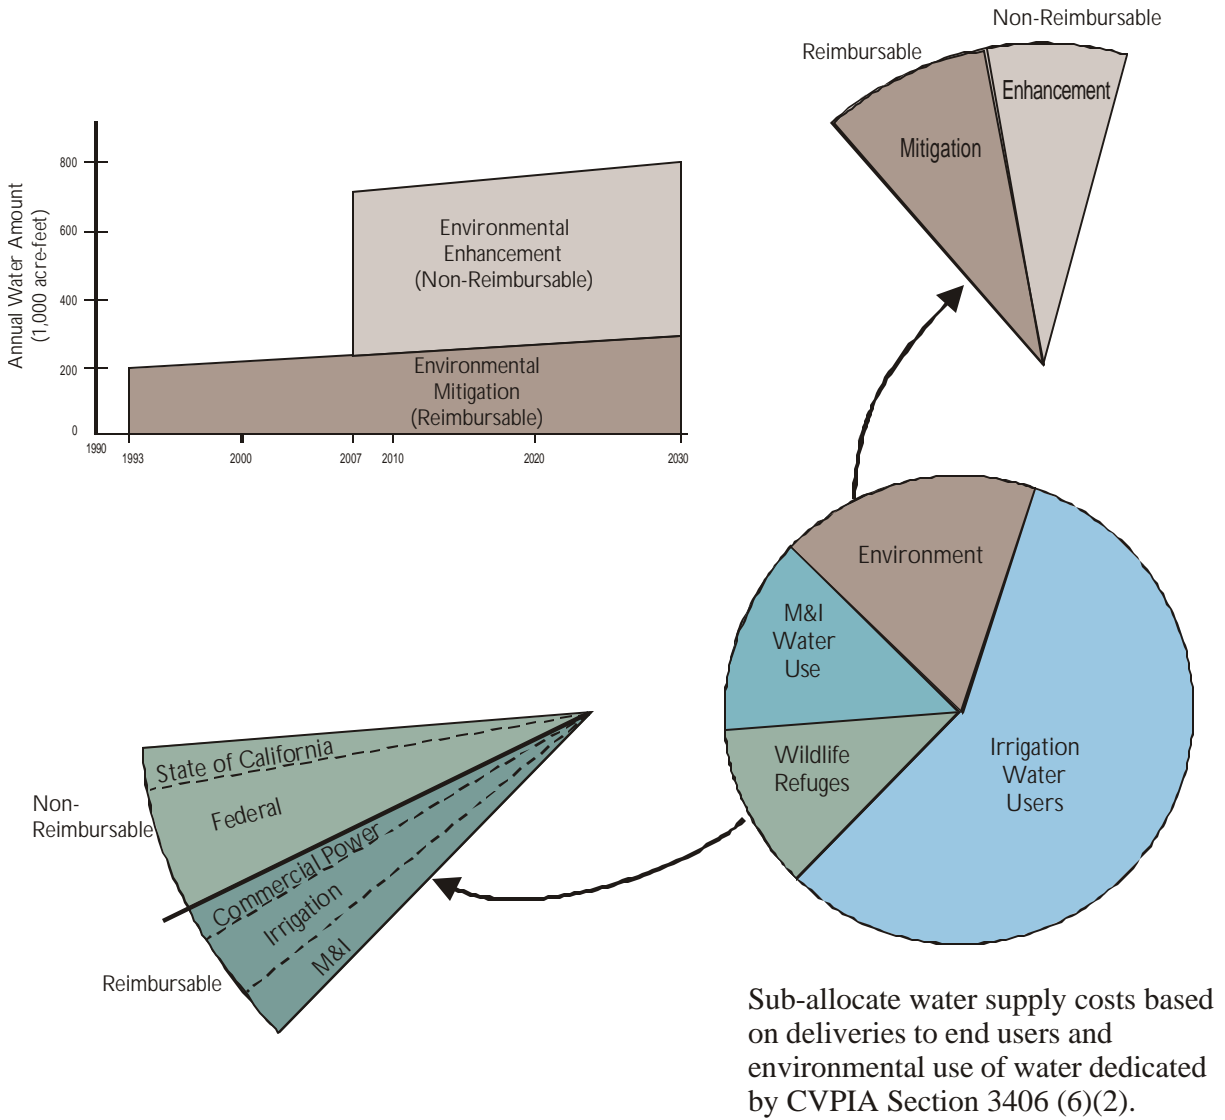 Non-Reimbursable
Reimbursable
Enhancement
Mitigation
Annual Water Amount
(1,000 acre-feet)
800
600
400
200
0
Environmental
Enhancement
(Non-Reimbursable)
Environmental
Mitigation
(Reimbursable)
1990
1993
2000
2007
2010
2020
2030
Environment
M&I
Water
Use
Wildlife
Refuges
Irrigation
Water
Users
State of California
Federal
Non-
Reimbursable
Commercial Power
Irrigation
M&I
Reimbursable
Sub-allocate water supply costs based
on deliveries to end users and
environmental use of water dedicated
by CVPIA Section 3406 (6)(2).